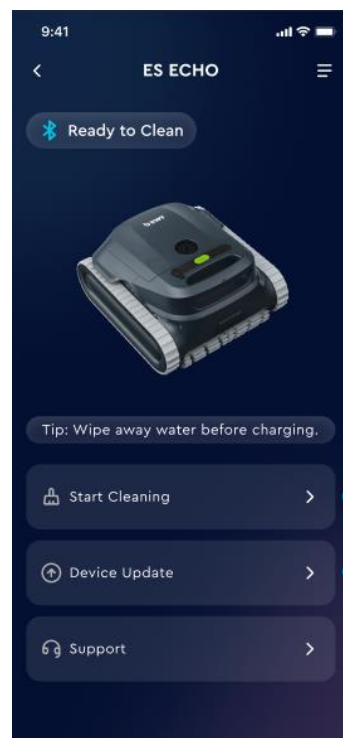 9:41
ES ECHO
Ready to Clean
Tip: Wipe away water before charging.
Start Cleaning
Device Update
Support